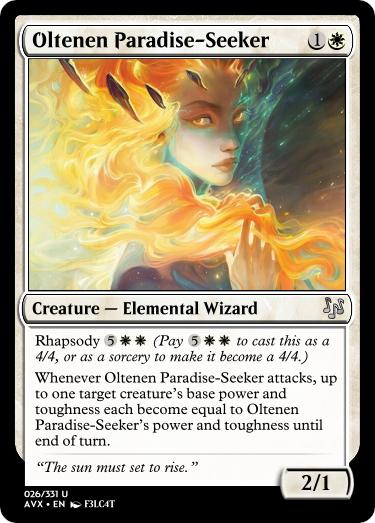 Oltenen Paradise-Seeker 1
Creature — Elemental Wizard
Rhapsody 5 (Pay 5 to cast this as a
4/4, or as a sorcery to make it become a 4/4.)
Whenever Oltenen Paradise-Seeker attacks, up
to one target creature's base power and
toughness each become equal to Oltenen
Paradise-Seeker's power and toughness until
end of turn.
"The sun must set to rise."
2/1
026/331 U
AVX • EN F3LC4T